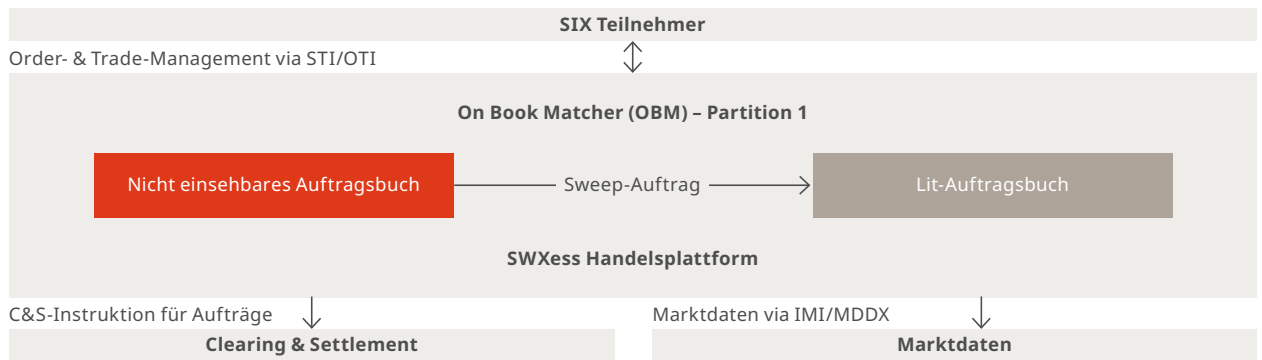 SIX Teilnehmer
Order- & Trade-Management via STI/OTI
On Book Matcher (OBM) – Partition 1
Nicht einsehbares Auftragsbuch
Sweep-Auftrag
Lit-Auftragsbuch
SWXess Handelsplattform
C&S-Instruktion für Aufträge
Marktdaten via IMI/MDDX
Clearing & Settlement
Marktdaten